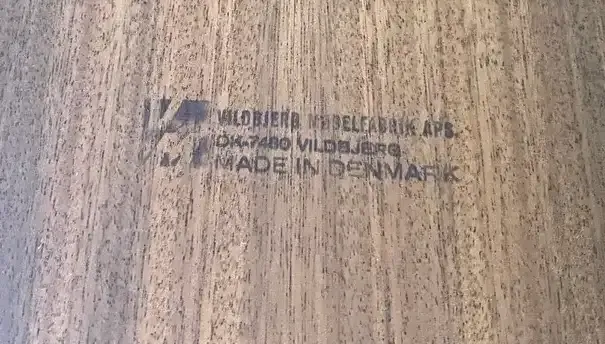 VILDBJERG MØBELFABRIK APS.
DK-7480 VILDBJERG
MADE IN DENMARK